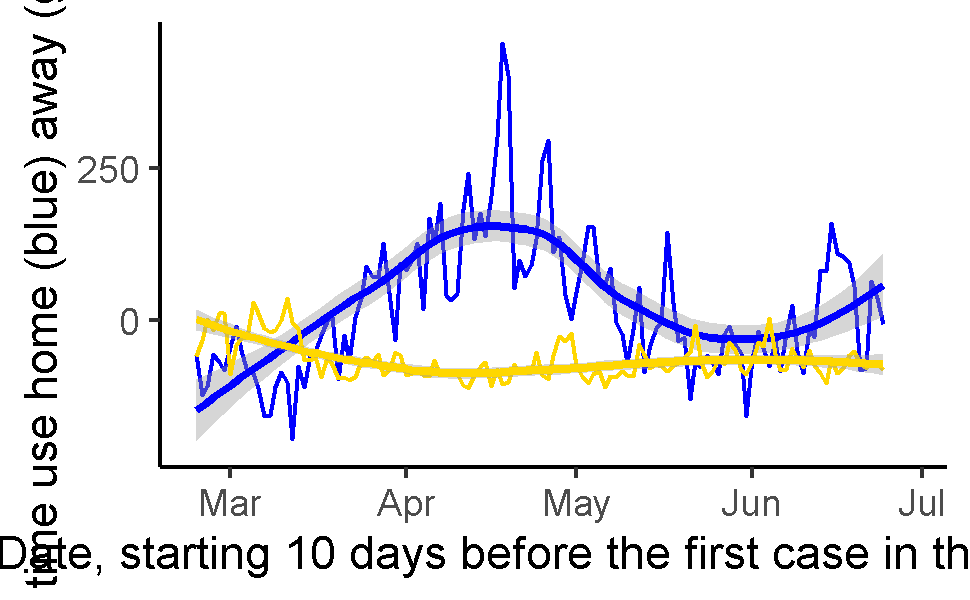 time use home (blue) away (
250
0
Mar Apr May Jun Jul
Date, starting 10 days before the first case in th